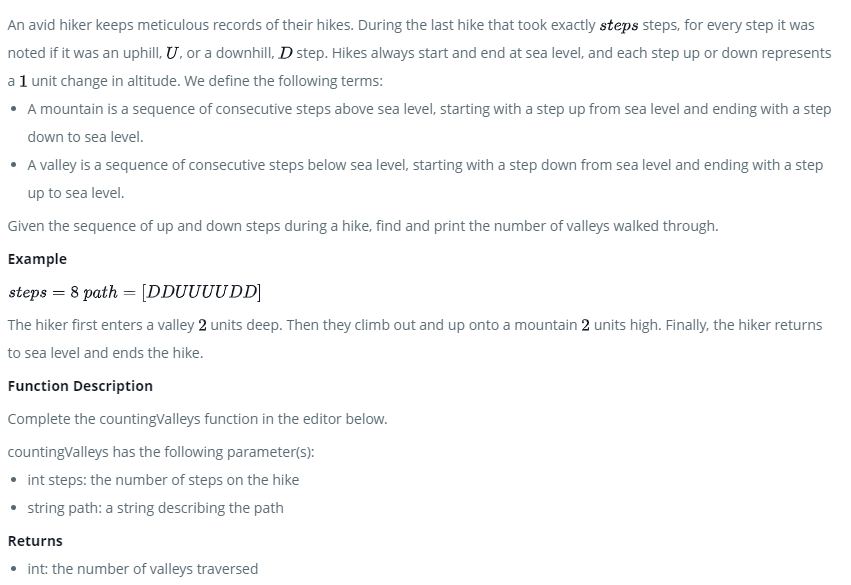 An avid hiker keeps meticulous records of their hikes. During the last hike that took exactly steps steps, for every step it was
noted if it was an uphill, U, or a downhill, D step. Hikes always start and end at sea level, and each step up or down represents
a 1 unit change in altitude. We define the following terms:
• A mountain is a sequence of consecutive steps above sea level, starting with a step up from sea level and ending with a step
down to sea level.
• A valley is a sequence of consecutive steps below sea level, starting with a step down from sea level and ending with a step
up to sea level.
Given the sequence of up and down steps during a hike, find and print the number of valleys walked through.
Example
steps = 8 path = [DDUUUUDD]
The hiker first enters a valley 2 units deep. Then they climb out and up onto a mountain 2 units high. Finally, the hiker returns
to sea level and ends the hike.
Function Description
Complete the countingValleys function in the editor below.
countingValleys has the following parameter(s):
• int steps: the number of steps on the hike
• string path: a string describing the path
Returns
• int: the number of valleys traversed